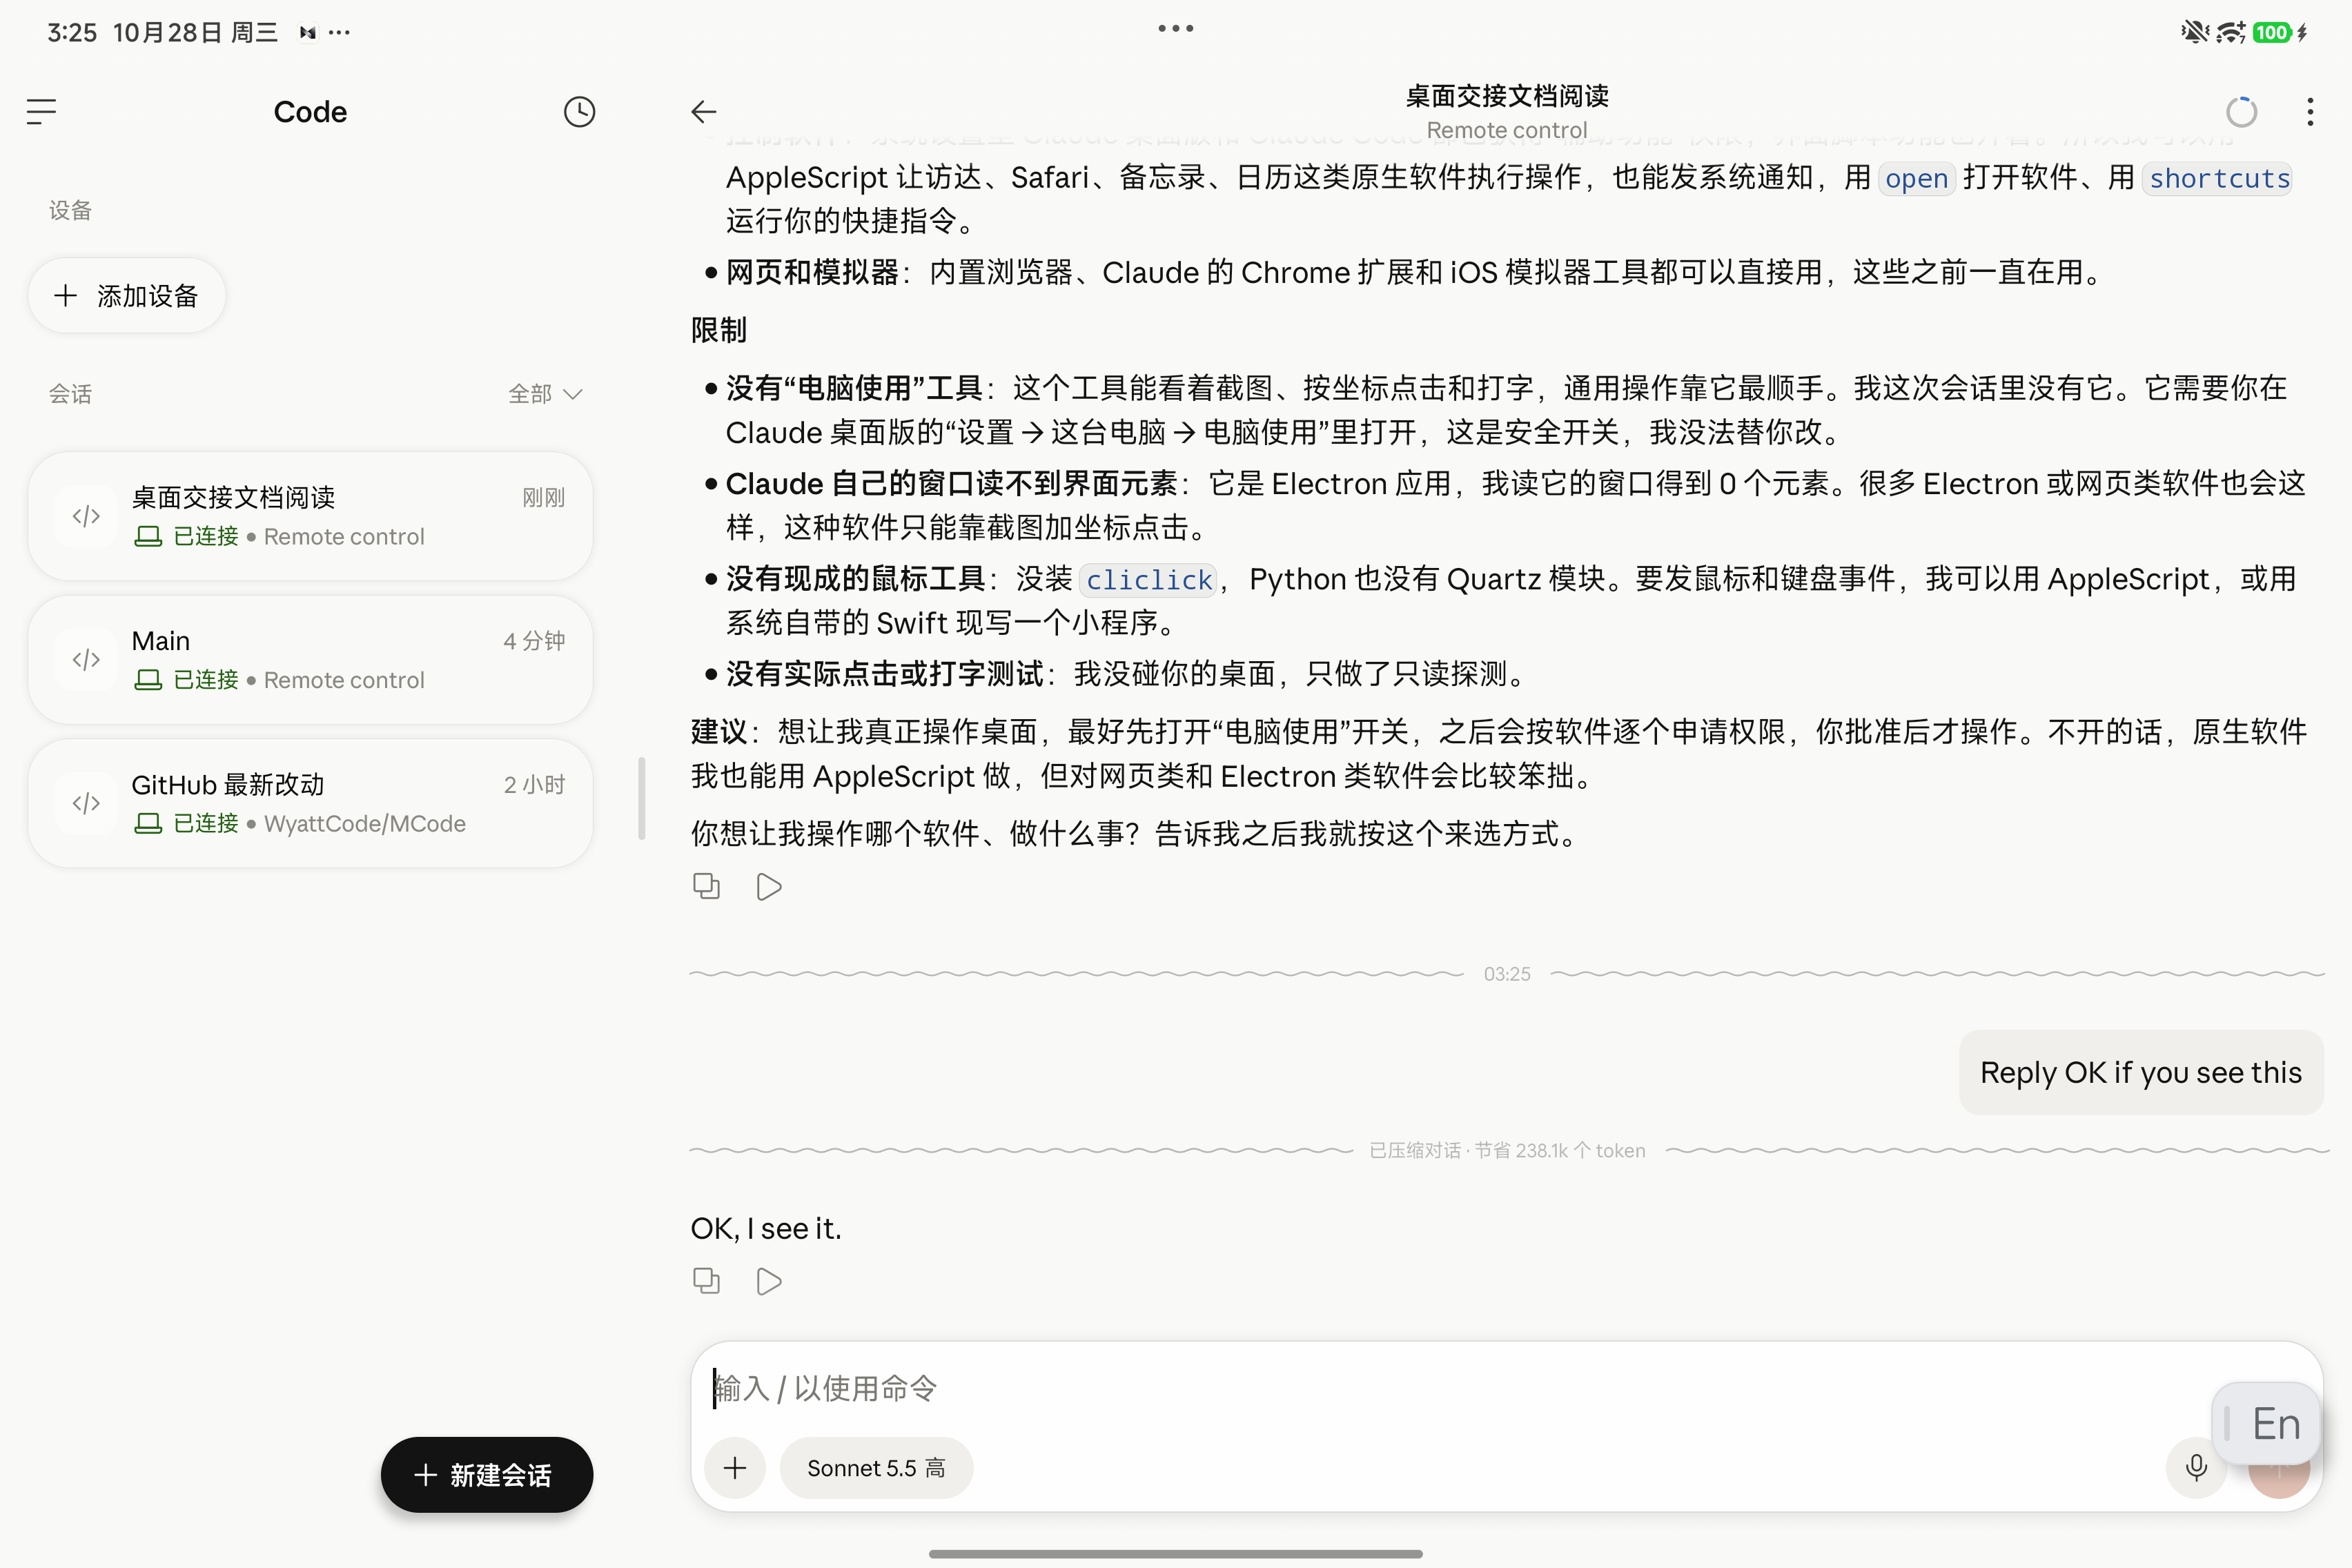 3:25 10月28日 周三
100
Code
设备
添加设备
会话
全部
桌面交接文档阅读
刚刚
已连接 • Remote control
Main
4 分钟
已连接 • Remote control
GitHub 最新改动
2 小时
已连接 • WyattCode/MCode
新建会话
桌面交接文档阅读
Remote control
AppleScript 让访达、Safari、备忘录、日历这类原生软件执行操作，也能发系统通知，用 open 打开软件、用 shortcuts
运行你的快捷指令。
• 网页和模拟器：内置浏览器、Claude 的 Chrome 扩展和 iOS 模拟器工具都可以直接用，这些之前一直在用。
限制
• 没有“电脑使用”工具：这个工具能看着截图、按坐标点击和打字，通用操作靠它最顺手。我这次会话里没有它。它需要你在
Claude 桌面版的“设置 → 这台电脑 → 电脑使用”里打开，这是安全开关，我没法替你改。
• Claude 自己的窗口读不到界面元素：它是 Electron 应用，我读它的窗口得到 0 个元素。很多 Electron 或网页类软件也会这
样，这种软件只能靠截图加坐标点击。
• 没有现成的鼠标工具：没装 cliclick，Python 也没有 Quartz 模块。要发鼠标和键盘事件，我可以用 AppleScript，或用
系统自带的 Swift 现写一个小程序。
• 没有实际点击或打字测试：我没碰你的桌面，只做了只读探测。
建议：想让我真正操作桌面，最好先打开“电脑使用”开关，之后会按软件逐个申请权限，你批准后才操作。不开的话，原生软件
我也能用 AppleScript 做，但对网页类和 Electron 类软件会比较笨拙。
你想让我操作哪个软件、做什么事？告诉我之后我就按这个来选方式。
03:25
Reply OK if you see this
已压缩对话 · 节省 238.1k 个 token
OK, I see it.
输入 / 以使用命令
Sonnet 5.5 高
En